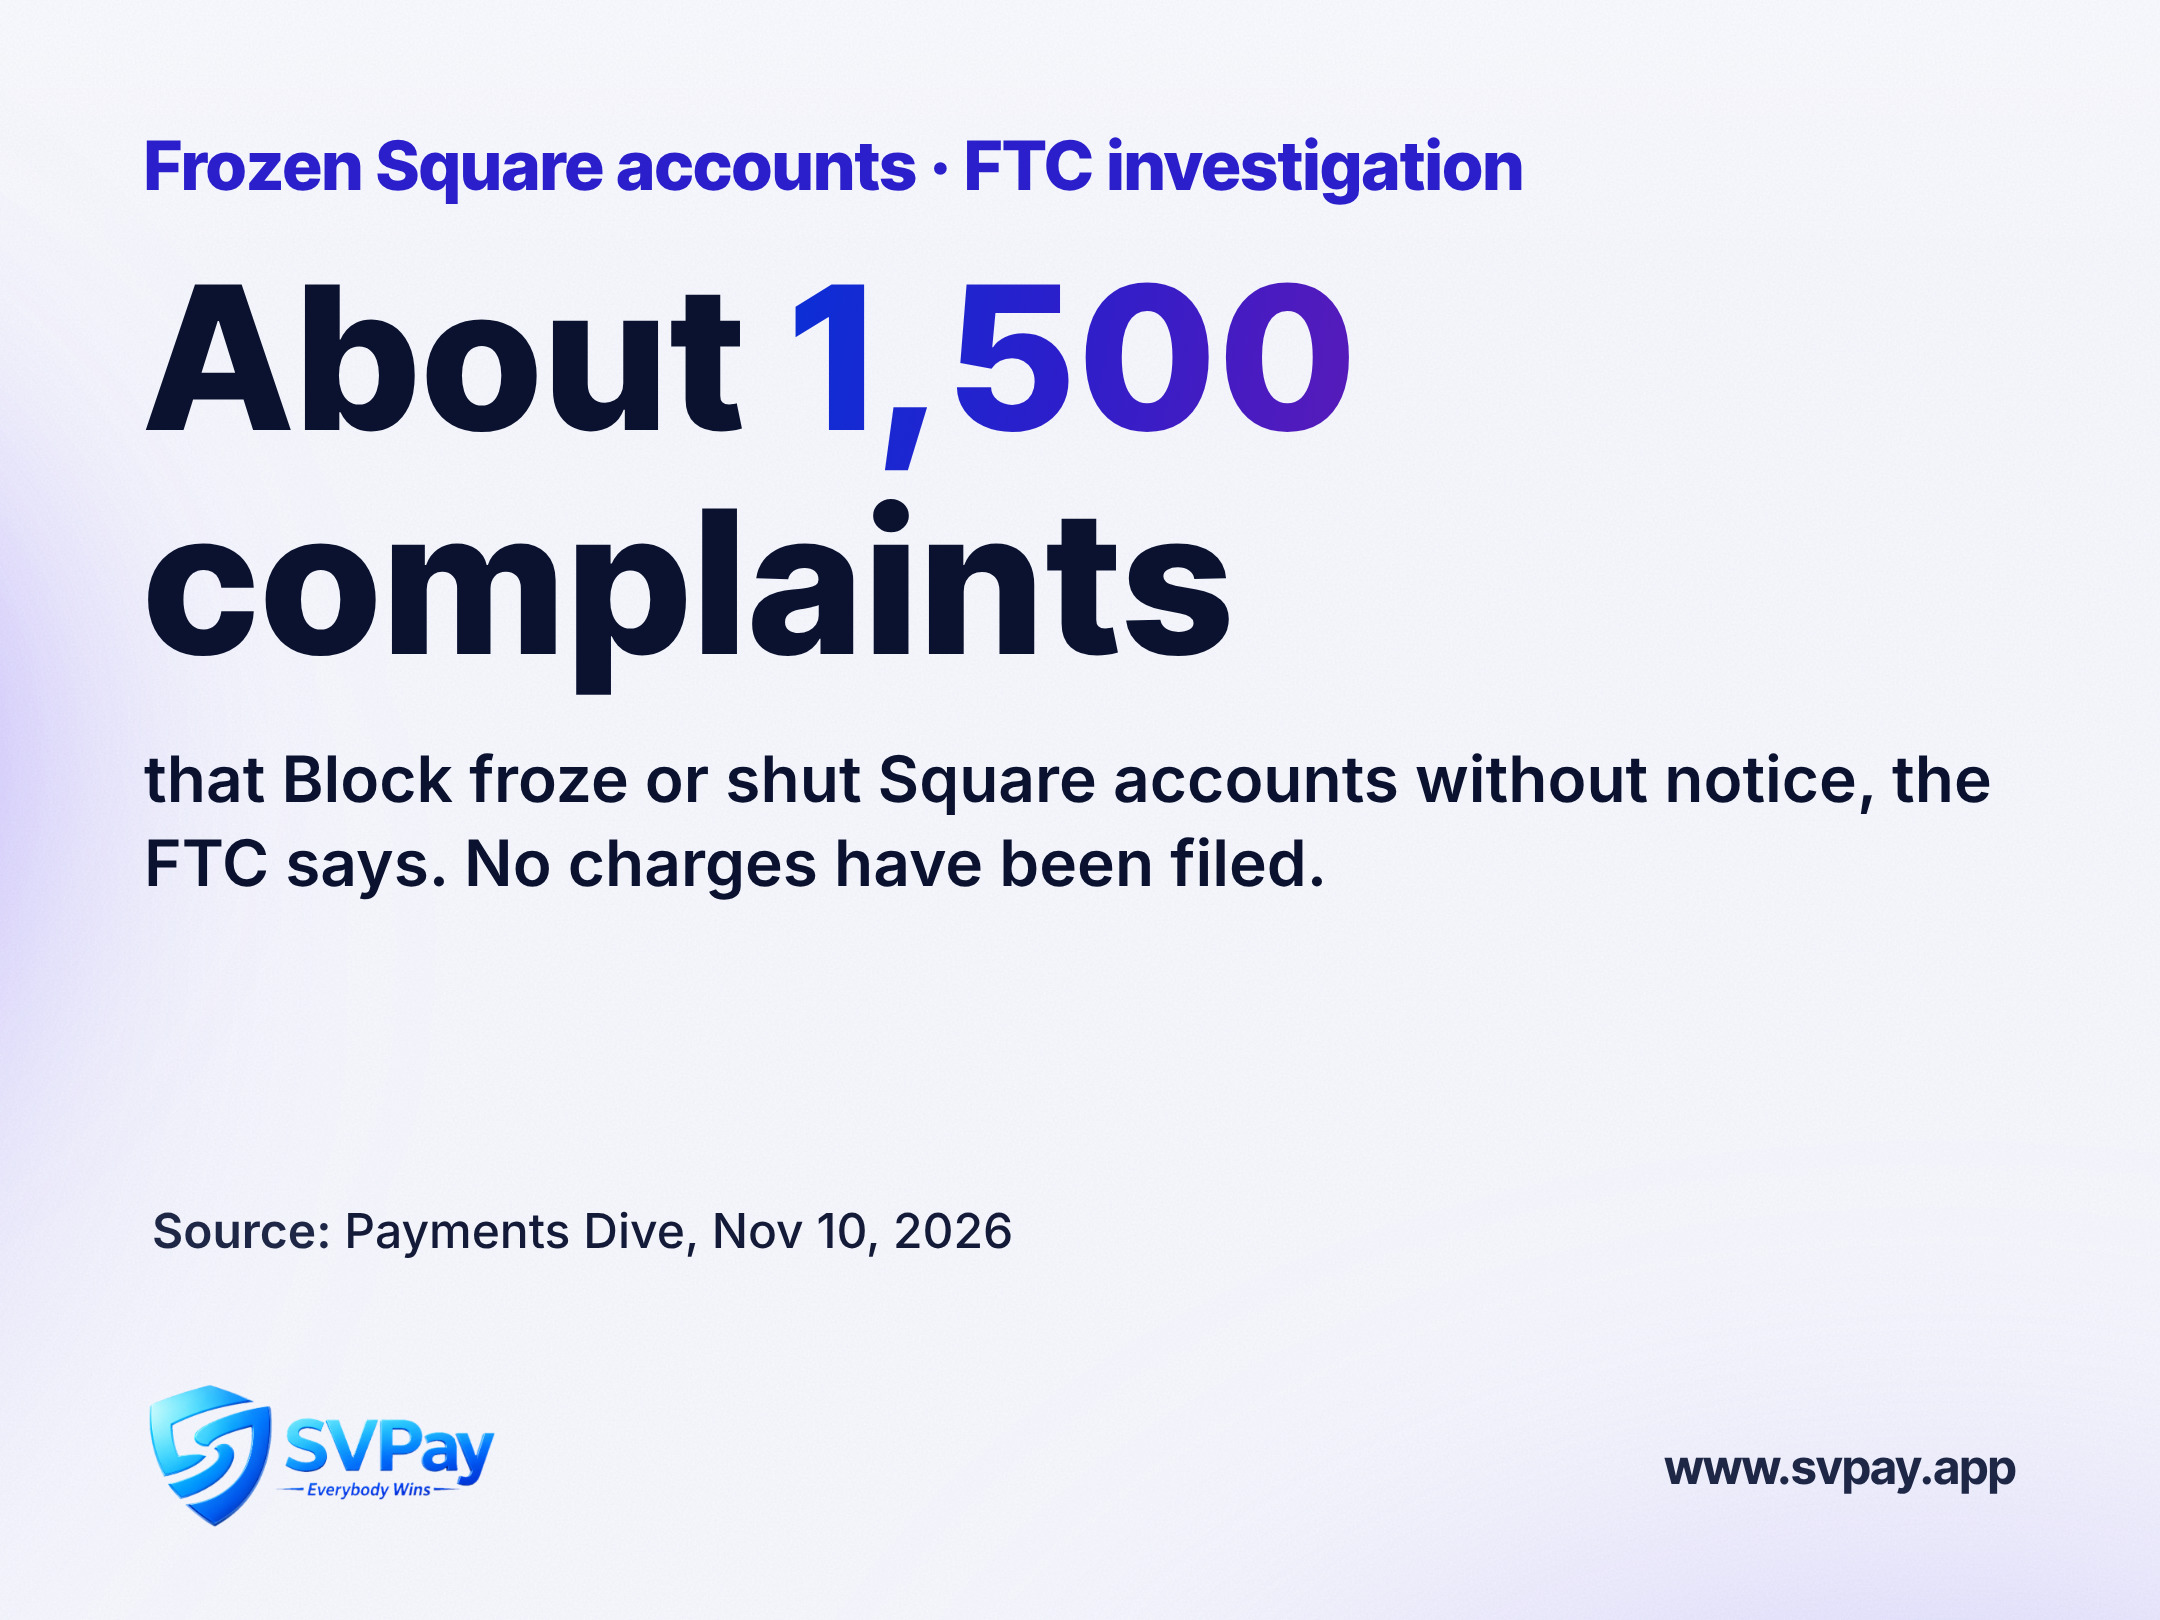 Frozen Square accounts · FTC investigation
About 1,500
complaints
that Block froze or shut Square accounts without notice, the
FTC says. No charges have been filed.
Source: Payments Dive, Nov 10, 2026
SVPay
Everybody Wins
www.svpay.app